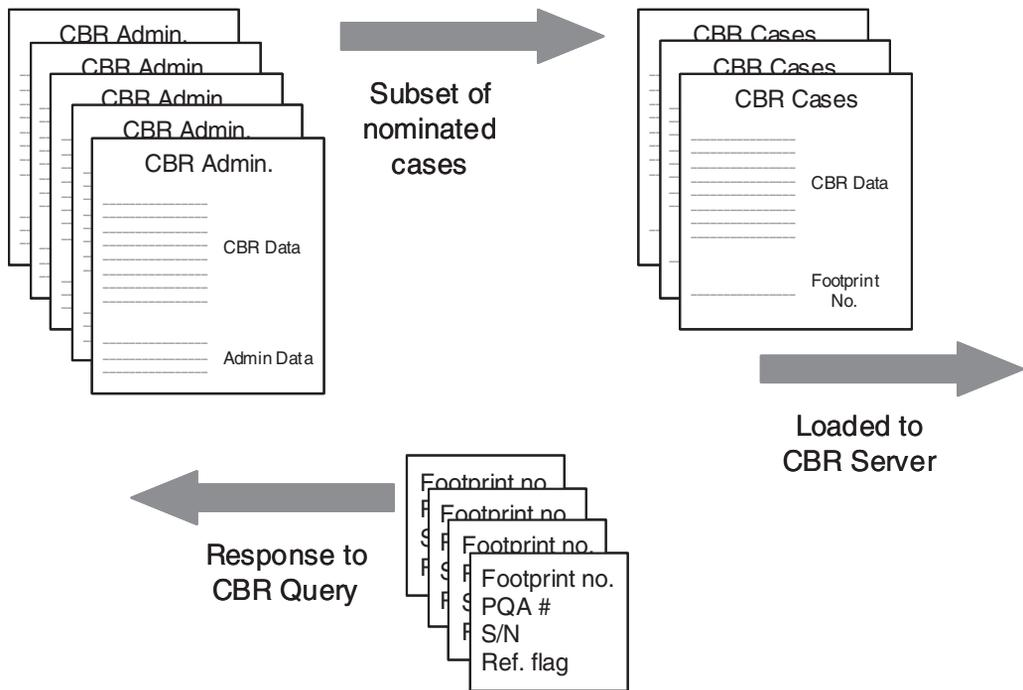 CBR Admin.
CBR Admin.
CBR Admin.
CBR Admin.
CBR Admin.
CBR Data
Admin Data
Subset of
nominated
cases
CBR Cases
CBR Cases
CBR Cases
CBR Data
Footprint
No.
Loaded to
CBR Server
Response to
CBR Query
Footprint no.
Footprint no.
Footprint no.
Footprint no.
PQA #
S/N
Ref. flag